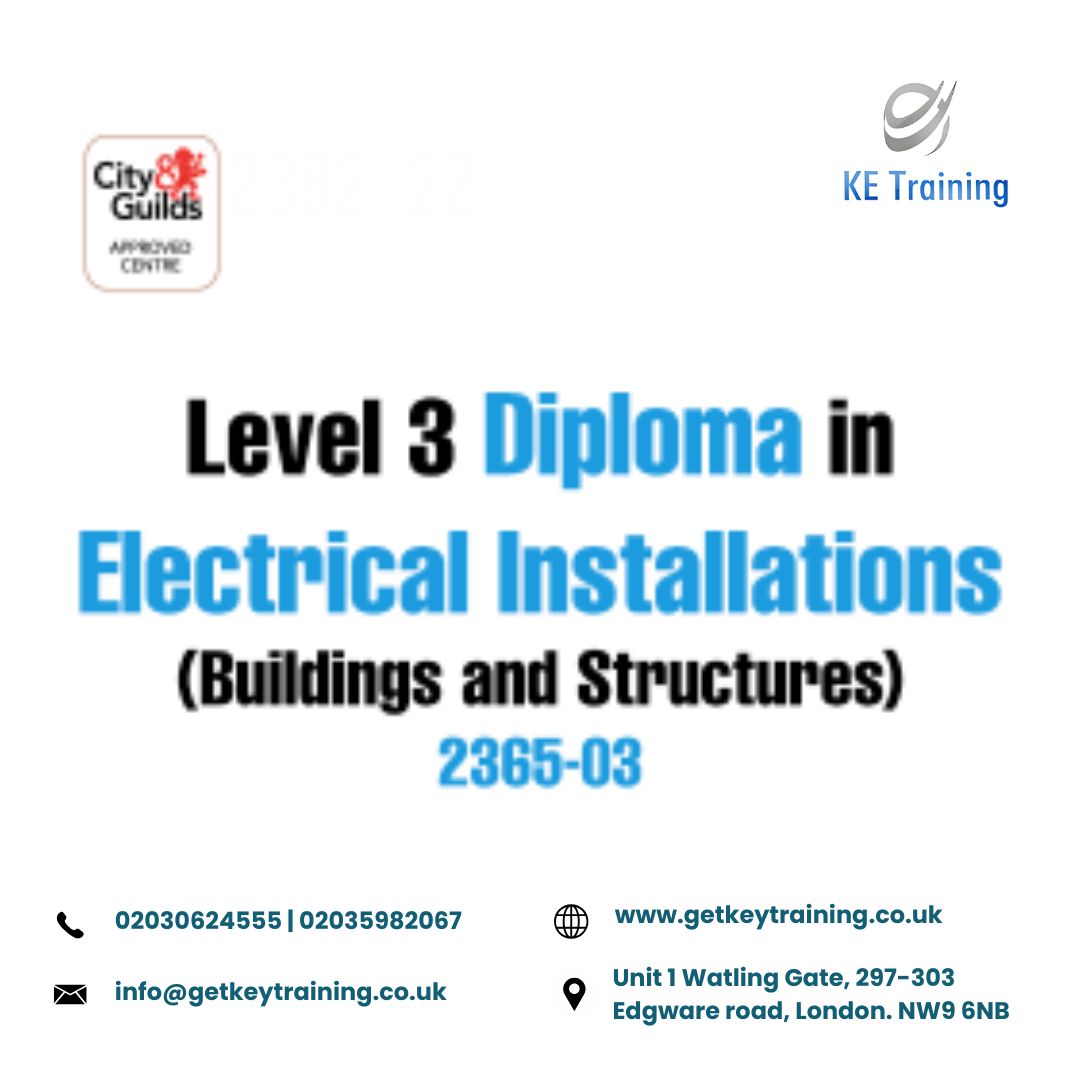 City & Guilds
APPROVED
CENTRE
2382-22
KE Training
Level 3 Diploma in
Electrical Installations
(Buildings and Structures)
2365-03
02030624555 | 02035982067
www.getkeytraining.co.uk
info@getkeytraining.co.uk
Unit 1 Watling Gate, 297-303
Edgware road, London. NW9 6NB